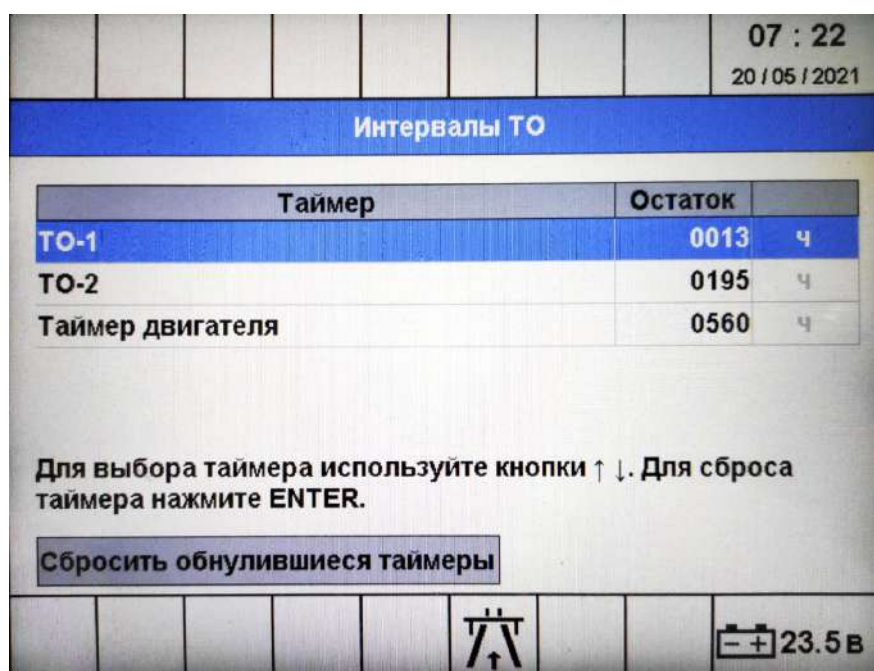 07 : 22
20 / 05 / 2021
Интервалы ТО
Таймер Остаток
ТО-1 0013 ч
ТО-2 0195 ч
Таймер двигателя 0560 ч
Для выбора таймера используйте кнопки ↑ ↓. Для сброса
таймера нажмите ENTER.
Сбросить обнулившиеся таймеры
23.5 в